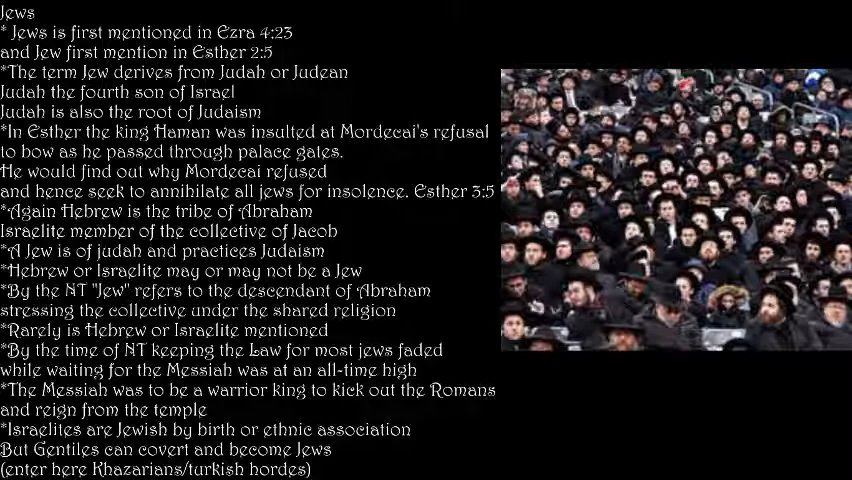 Jews
* Jews is first mentioned in Ezra 4:23
and Jew first mention in Esther 2:5
*The term Jew derives from Judah or Judean
Judah the fourth son of Israel
Judah is also the root of Judaism
*In Esther the king Haman was insulted at Mordecai's refusal
to bow as he passed through palace gates.
He would find out why Mordecai refused
and hence seek to annihilate all jews for insolence. Esther 3:5
*Again Hebrew is the tribe of Abraham
Israelite member of the collective of Jacob
*A Jew is of judah and practices Judaism
*Hebrew or Israelite may or may not be a Jew
*By the NT "Jew" refers to the descendant of Abraham
stressing the collective under the shared religion
*Rarely is Hebrew or Israelite mentioned
*By the time of NT keeping the Law for most jews faded
while waiting for the Messiah was at an all-time high
*The Messiah was to be a warrior king to kick out the Romans
and reign from the temple
*Israelites are Jewish by birth or ethnic association
But Gentiles can covert and become Jews
(enter here Khazarians/turkish hordes)